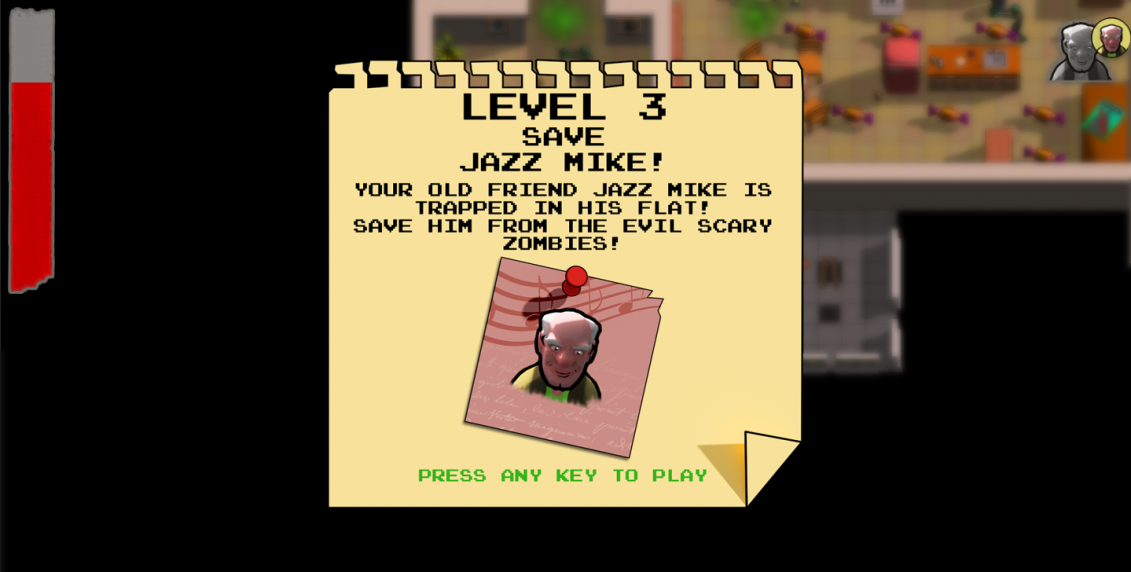 LEVEL 3
SAVE
JAZZ MIKE!
YOUR OLD FRIEND JAZZ MIKE IS
TRAPPED IN HIS FLAT!
SAVE HIM FROM THE EVIL SCARY
ZOMBIES!
PRESS ANY KEY TO PLAY